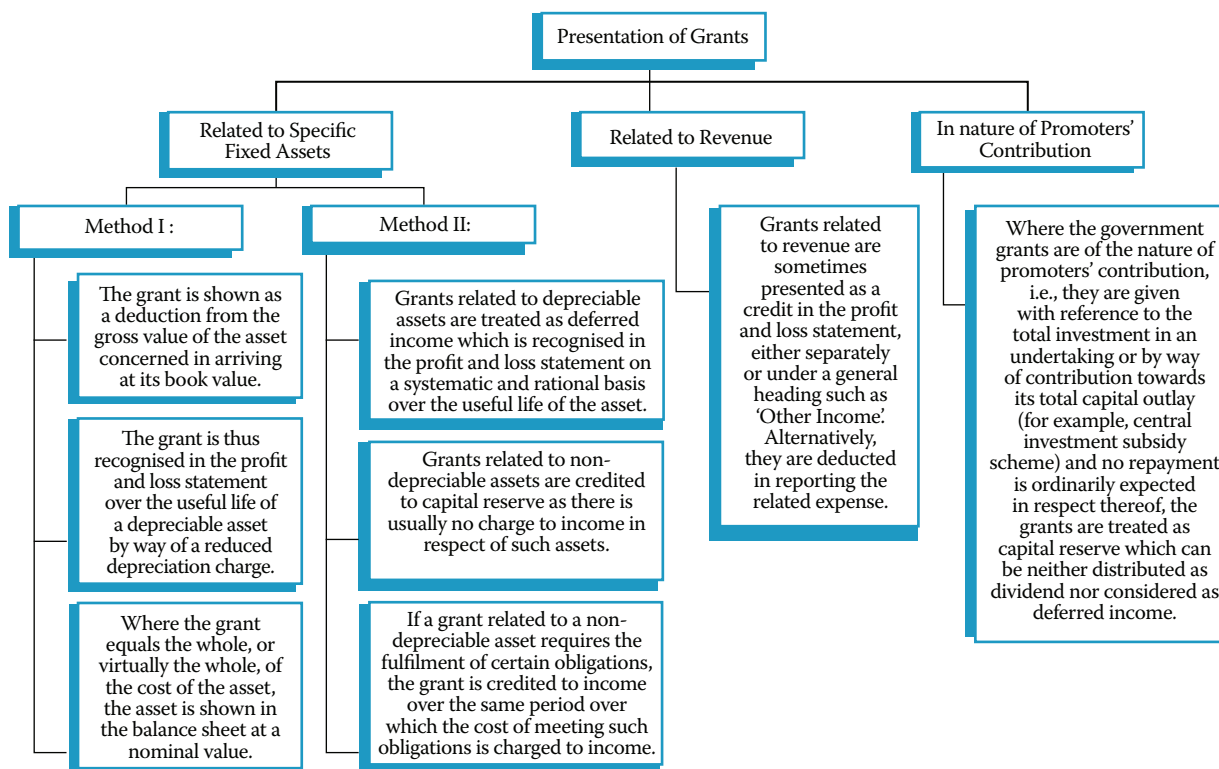 Presentation of Grants
Related to Specific
Fixed Assets
Related to Revenue
In nature of Promoters’
Contribution
Method I :
Method II:
The grant is shown as
a deduction from the
gross value of the asset
concerned in arriving
at its book value.
The grant is thus
recognised in the profit
and loss statement
over the useful life of
a depreciable asset
by way of a reduced
depreciation charge.
Where the grant
equals the whole, or
virtually the whole, of
the cost of the asset,
the asset is shown in
the balance sheet at a
nominal value.
Grants related to depreciable
assets are treated as deferred
income which is recognised in
the profit and loss statement on
a systematic and rational basis
over the useful life of the asset.
Grants related to non-
depreciable assets are credited
to capital reserve as there is
usually no charge to income in
respect of such assets.
If a grant related to a non-
depreciable asset requires the
fulfilment of certain obligations,
the grant is credited to income
over the same period over
which the cost of meeting such
obligations is charged to income.
Grants related
to revenue are
sometimes
presented as a
credit in the profit
and loss statement,
either separately
or under a general
heading such as
‘Other Income’.
Alternatively,
they are deducted
in reporting the
related expense.
Where the government
grants are of the nature of
promoters’ contribution,
i.e., they are given
with reference to the
total investment in an
undertaking or by way
of contribution towards
its total capital outlay
(for example, central
investment subsidy
scheme) and no repayment
is ordinarily expected
in respect thereof, the
grants are treated as
capital reserve which can
be neither distributed as
dividend nor considered as
deferred income.